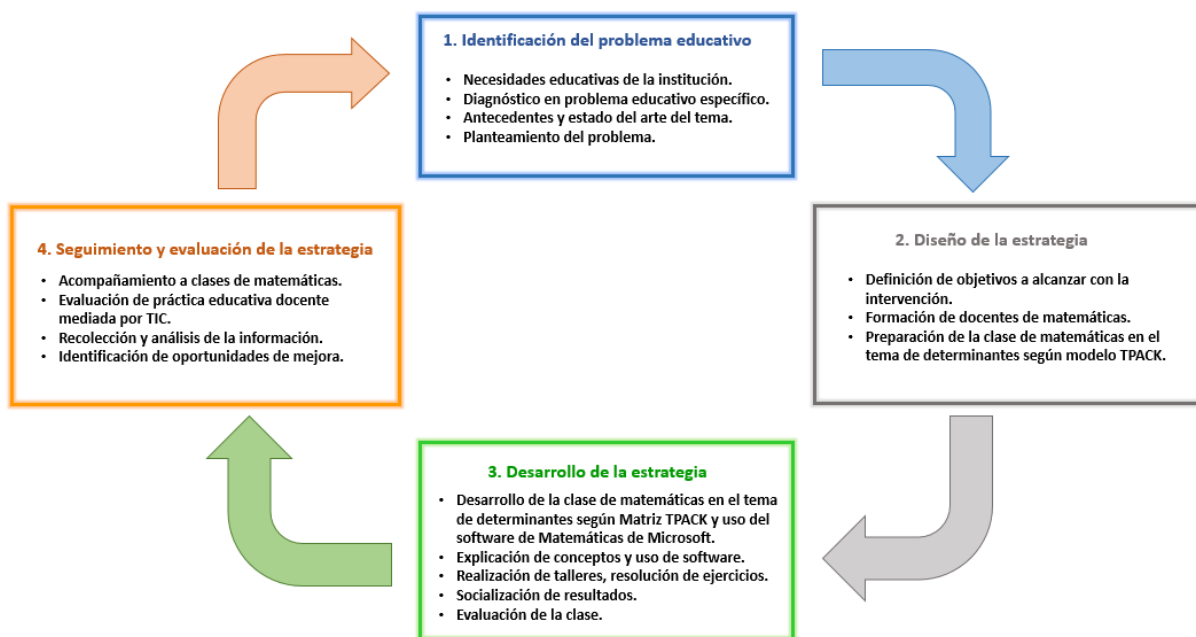 1. Identificación del problema educativo
• Necesidades educativas de la institución.
• Diagnóstico en problema educativo específico.
• Antecedentes y estado del arte del tema.
• Planteamiento del problema.
2. Diseño de la estrategia
• Definición de objetivos a alcanzar con la
intervención.
• Formación de docentes de matemáticas.
• Preparación de la clase de matemáticas en el
tema de determinantes según modelo TPACK.
3. Desarrollo de la estrategia
• Desarrollo de la clase de matemáticas en el tema
de determinantes según Matriz TPACK y uso del
software de Matemáticas de Microsoft.
• Explicación de conceptos y uso de software.
• Realización de talleres, resolución de ejercicios.
• Socialización de resultados.
• Evaluación de la clase.
4. Seguimiento y evaluación de la estrategia
• Acompañamiento a clases de matemáticas.
• Evaluación de práctica educativa docente
mediada por TIC.
• Recolección y análisis de la información.
• Identificación de oportunidades de mejora.